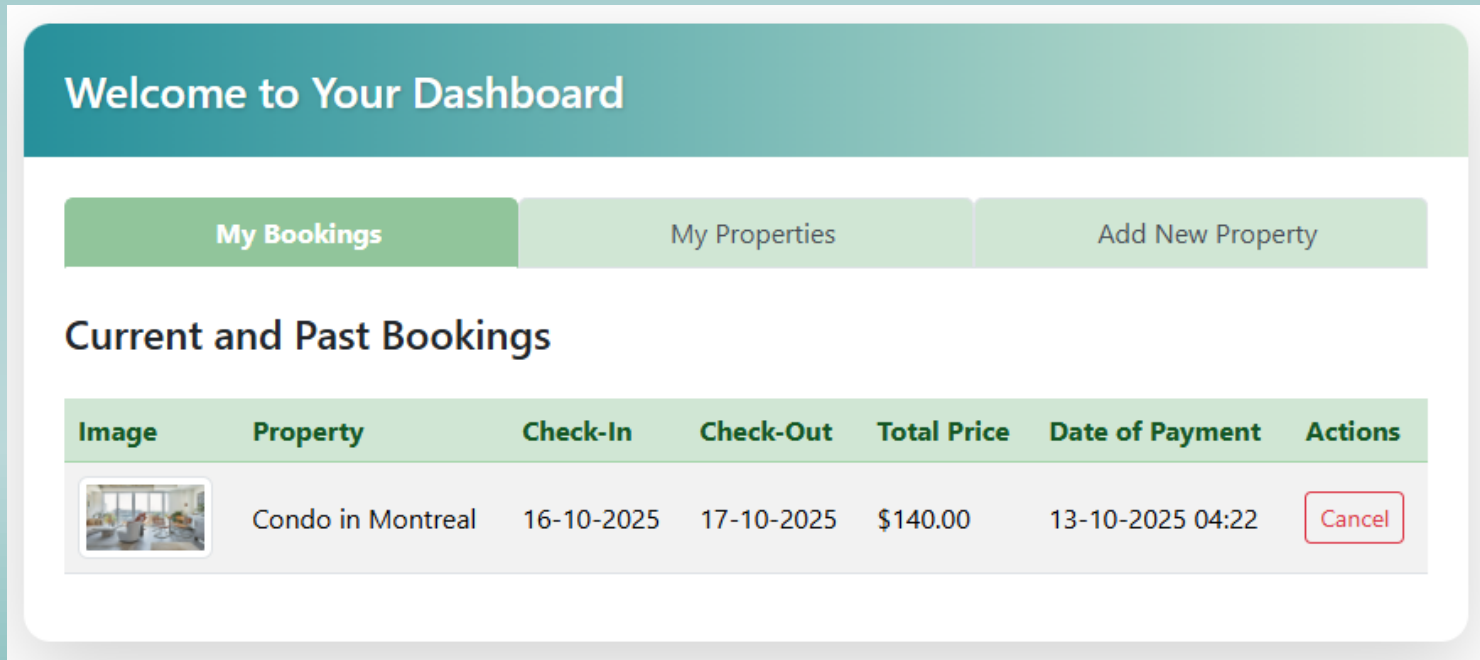 Welcome to Your Dashboard
My Bookings My Properties Add New Property
Current and Past Bookings
Image Property Check-In Check-Out Total Price Date of Payment Actions
Condo in Montreal 16-10-2025 17-10-2025 $140.00 13-10-2025 04:22 Cancel